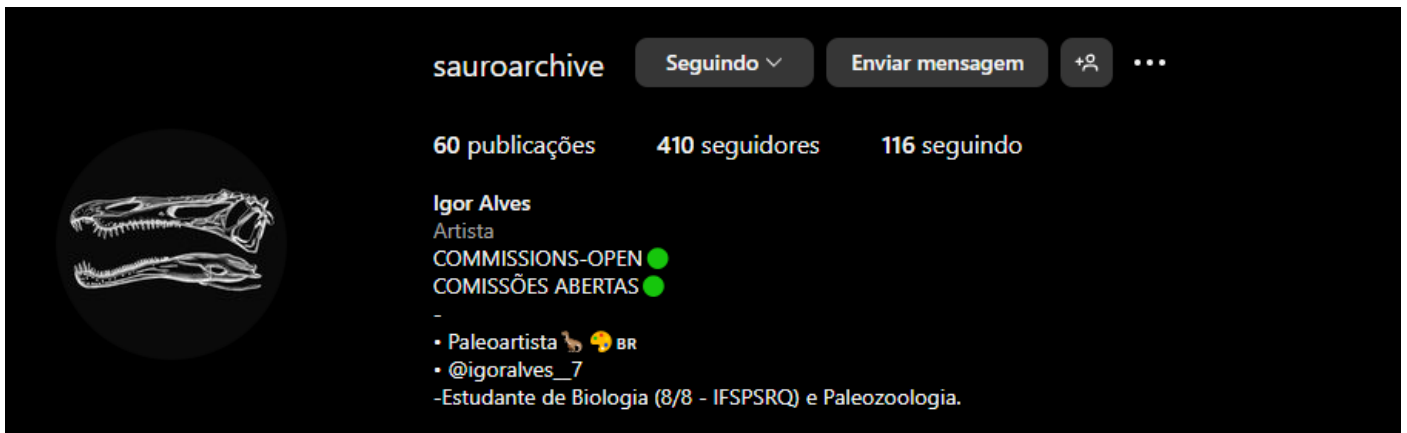 sauroarchive Seguindo Enviar mensagem
60 publicações 410 seguidores 116 seguindo
Igor Alves
Artista
COMMISSIONS-OPEN🟢
COMISSÕES ABERTAS🟢
-
• Paleoartista🦕 🎨 BR
• @igoralves__7
-Estudante de Biologia (8/8 - IFSPSRQ) e Paleozoologia.